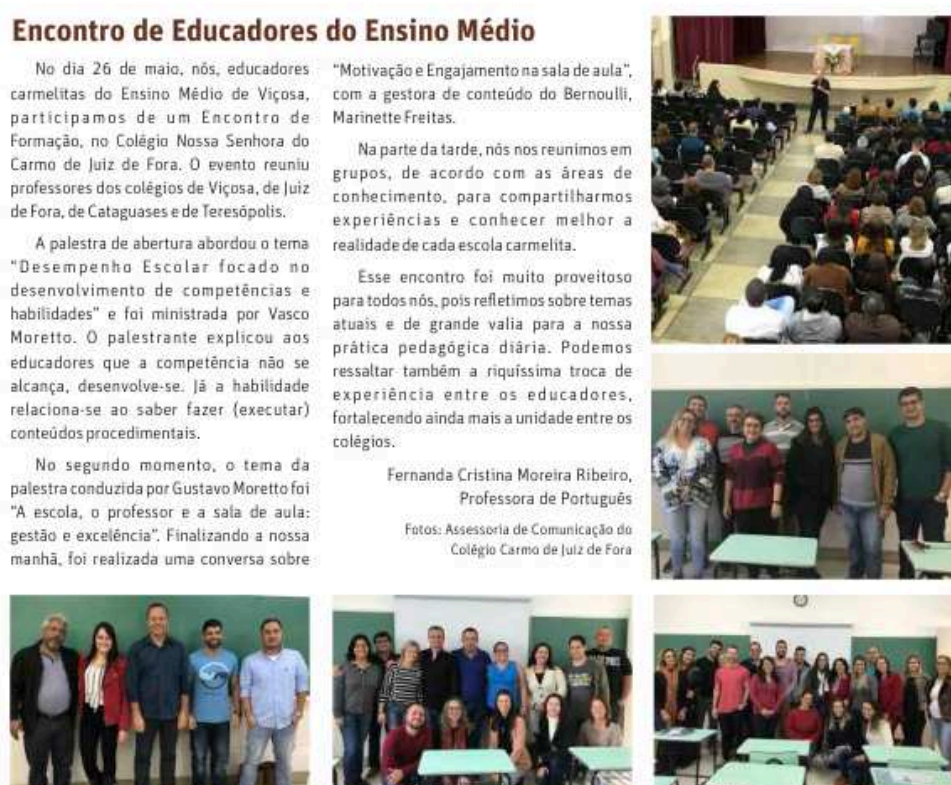 Encontro de Educadores do Ensino Médio
No dia 26 de maio, nós, educadores
carmelitas do Ensino Médio de Viçosa,
participamos de um Encontro de
Formação, no Colégio Nossa Senhora do
Carmo de Juiz de Fora. O evento reuniu
professores dos colégios de Viçosa, de Juiz
de Fora, de Cataguases e de Teresópolis.
A palestra de abertura abordou o tema
"Desempenho Escolar focado no
desenvolvimento de competências e
habilidades" e foi ministrada por Vasco
Moretto. O palestrante explicou aos
educadores que a competência não se
alcança, desenvolve-se. Já a habilidade
relaciona-se ao saber fazer (executar)
conteúdos procedimentais.
No segundo momento, o tema da
palestra conduzida por Gustavo Moretto foi
"A escola, o professor e a sala de aula:
gestão e excelência". Finalizando a nossa
manhã, foi realizada uma conversa sobre
"Motivação e Engajamento na sala de aula",
com a gestora de conteúdo do Bernoulli,
Marinette Freitas.
Na parte da tarde, nós nos reunimos em
grupos, de acordo com as áreas de
conhecimento, para compartilharmos
experiências e conhecer melhor a
realidade de cada escola carmelita.
Esse encontro foi muito proveitoso
para todos nós, pois refletimos sobre temas
atuais e de grande valia para a nossa
prática pedagógica diária. Podemos
ressaltar também a riquíssima troca de
experiência entre os educadores,
fortalecendo ainda mais a unidade entre os
colégios.
Fernanda Cristina Moreira Ribeiro,
Professora de Português
Fotos: Assessoria de Comunicação do
Colégio Carmo de Juiz de Fora